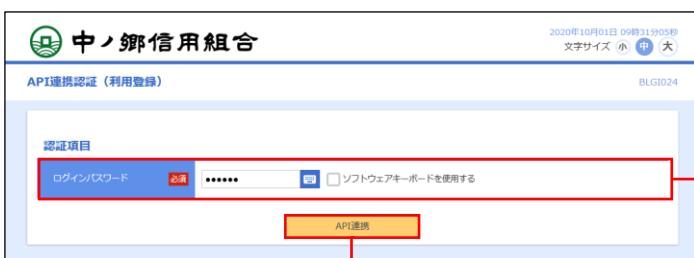 中ノ郷信用組合
2020年10月01日 09時31分05秒
文字サイズ 小 中 大
API連携認証（利用登録）
BLGI024
認証項目
ログインパスワード 必須 •••••• ソフトウェアキーボードを使用する
API連携